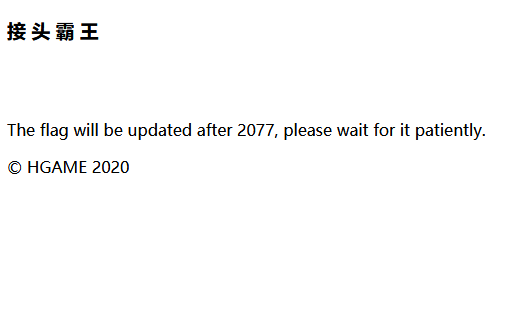 接 头 霸 王
The flag will be updated after 2077, please wait for it patiently.
© HGAME 2020